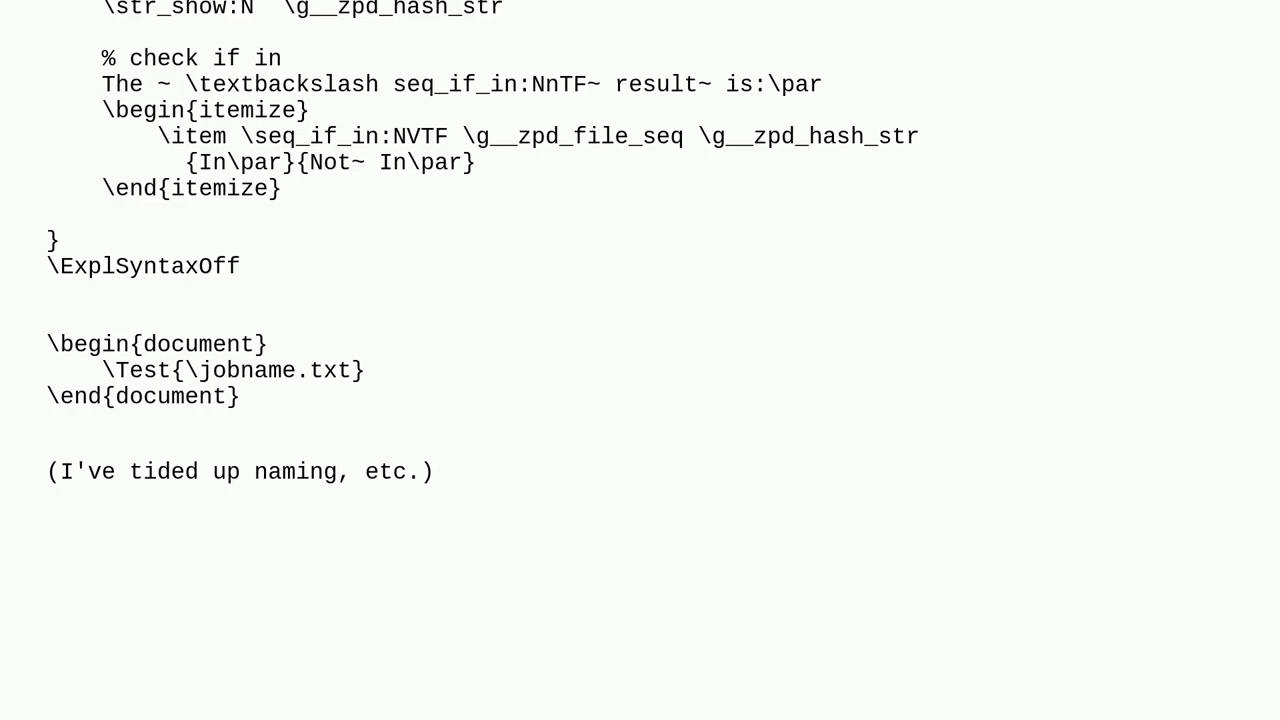 \str_show:N  \g__zpd_hash_str
% check if in
The ~ \textbackslash seq_if_in:NnTF~ result~ is:\par
\begin{itemize}
\item \seq_if_in:NVTF \g__zpd_file_seq \g__zpd_hash_str
{In\par}{Not~ In\par}
\end{itemize}
}
\ExplSyntaxOff
\begin{document}
\Test{\jobname.txt}
\end{document}
(I've tided up naming, etc.)